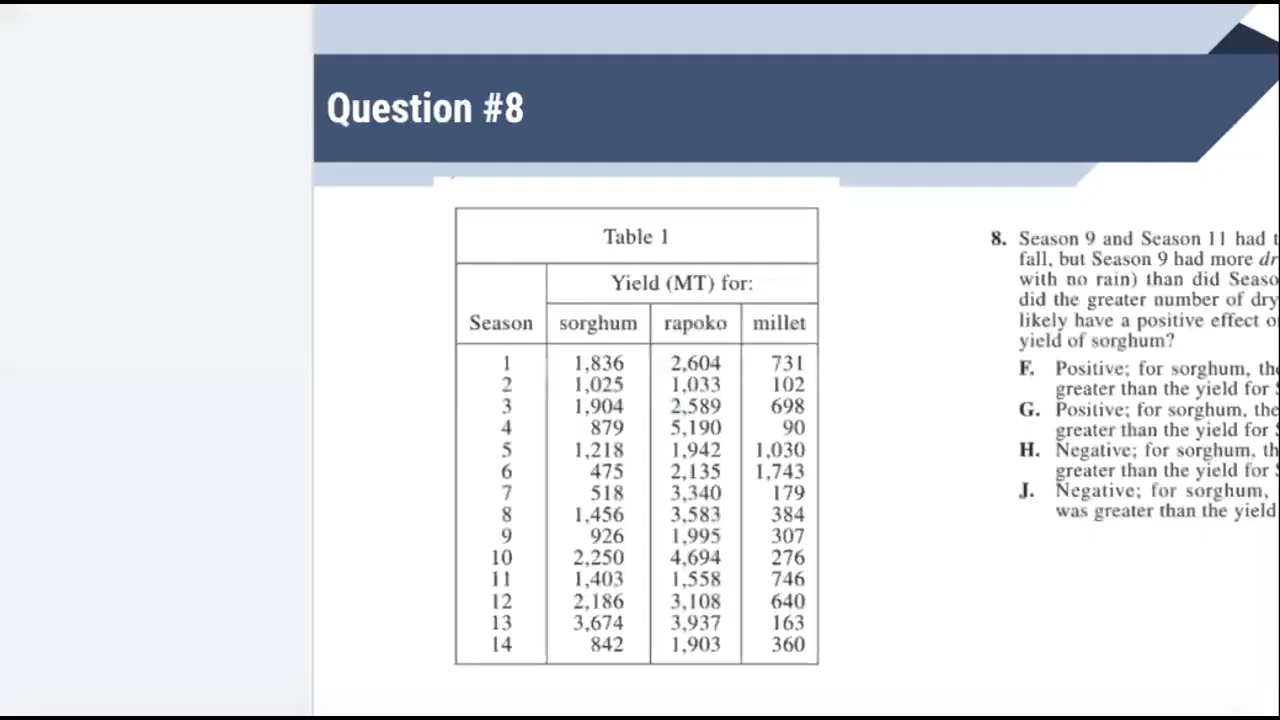 Question #8
Table 1
Yield (MT) for:
Season sorghum rapoko millet
1 1,836 2,604 731
2 1,025 1,033 102
3 1,904 2,589 698
4 879 5,190 90
5 1,218 1,942 1,030
6 475 2,135 1,743
7 518 3,340 179
8 1,456 3,583 384
9 926 1,995 307
10 2,250 4,694 276
11 1,403 1,558 746
12 2,186 3,108 640
13 3,674 3,937 163
14 842 1,903 360
8. Season 9 and Season 11 had
fall, but Season 9 had more
with no rain) than did
did the greater number of dry
likely have a positive effect
yield of sorghum?
F. Positive; for sorghum,
greater than the yield for
G. Positive; for sorghum, the
greater than the yield for
H. Negative; for sorghum,
greater than the yield for
J. Negative; for sorghum,
was greater than the yield